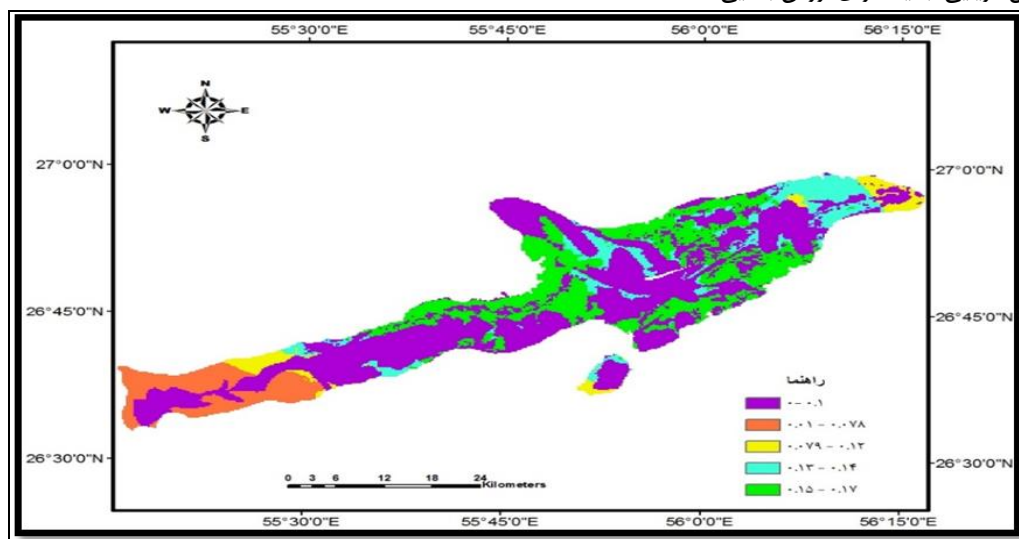 55°30'0"E 55°45'0"E 56°0'0"E 56°15'0"E
N
W E
S
27°0'0"N 27°0'0"N
26°45'0"N 26°45'0"N
راهنما
۰ – ۰.۱
۰.۰۱ – ۰.۰۷۸
۰.۰۷۹ – ۰.۱۲
۰.۱۳ – ۰.۱۴
۰.۱۵ – ۰.۱۷
26°30'0"N 26°30'0"N
0 3 6 12 18 24
Kilometers
55°30'0"E 55°45'0"E 56°0'0"E 56°15'0"E